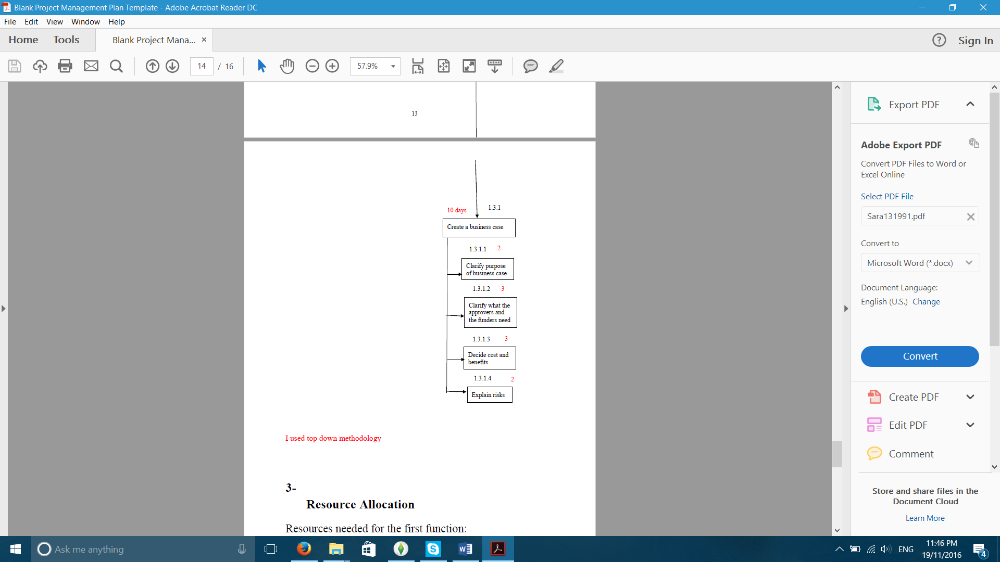 Blank Project Management Plan Template - Adobe Acrobat Reader DC
File Edit View Window Help
Home Tools Blank Project Mana... × ? Sign In
14 / 16 57.9%
13
10 days 1.3.1
Create a business case
1.3.1.1 2
Clarify purpose
of business case
1.3.1.2 3
Clarify what the
approvers and
the funders need
1.3.1.3 3
Decide cost and
benefits
1.3.1.4 2
Explain risks
I used top down methodology
3-
Resource Allocation
Resources needed for the first function:
Export PDF
Adobe Export PDF
Convert PDF Files to Word or
Excel Online
Select PDF File
Sara131991.pdf
Convert to
Microsoft Word (*.docx)
Document Language:
English (U.S.) Change
Convert
Create PDF
Edit PDF
Comment
Store and share files in the
Document Cloud
Learn More
Ask me anything
ENG
11:46 PM
19/11/2016
4